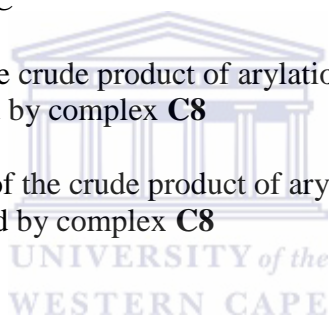 e crude product of arylatio
by complex C8
of the crude product of ary
d by complex C8
UNIVERSITY of the
WESTERN CAPE